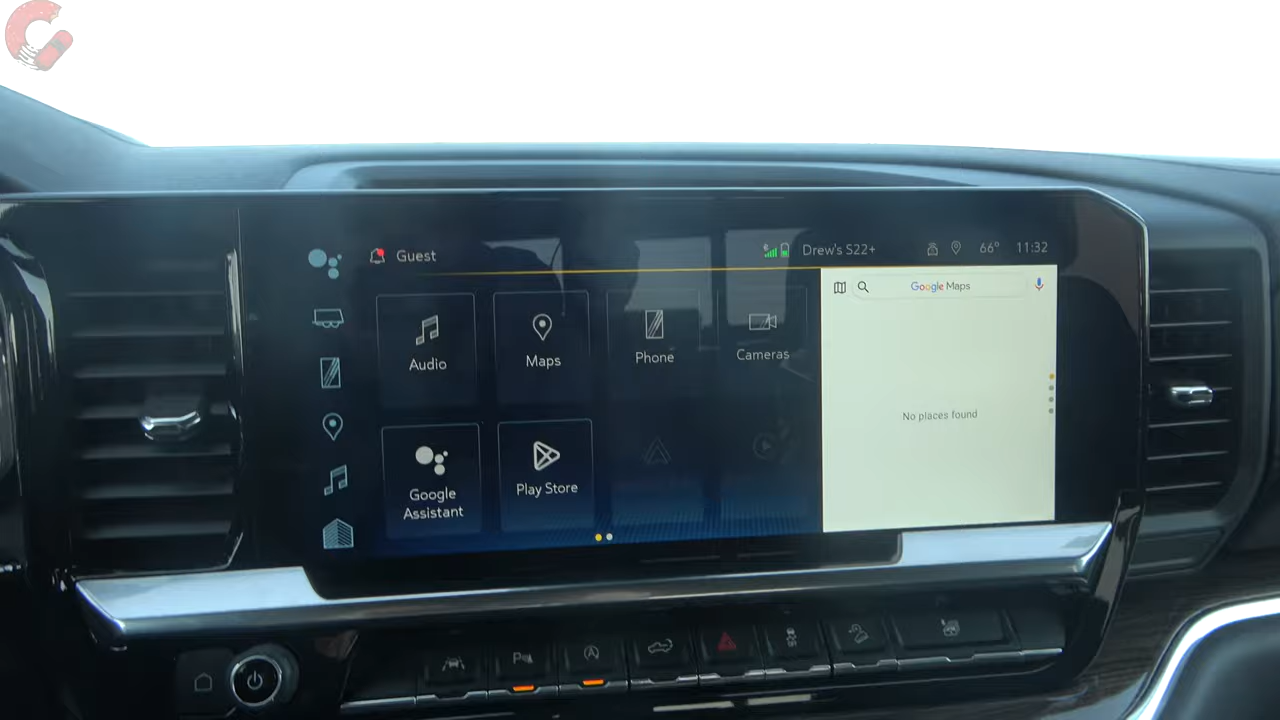 Guest
Drew's S22+
66°
11:32
Audio
Maps
Phone
Cameras
Google
Assistant
Play Store
Google Maps
No places found